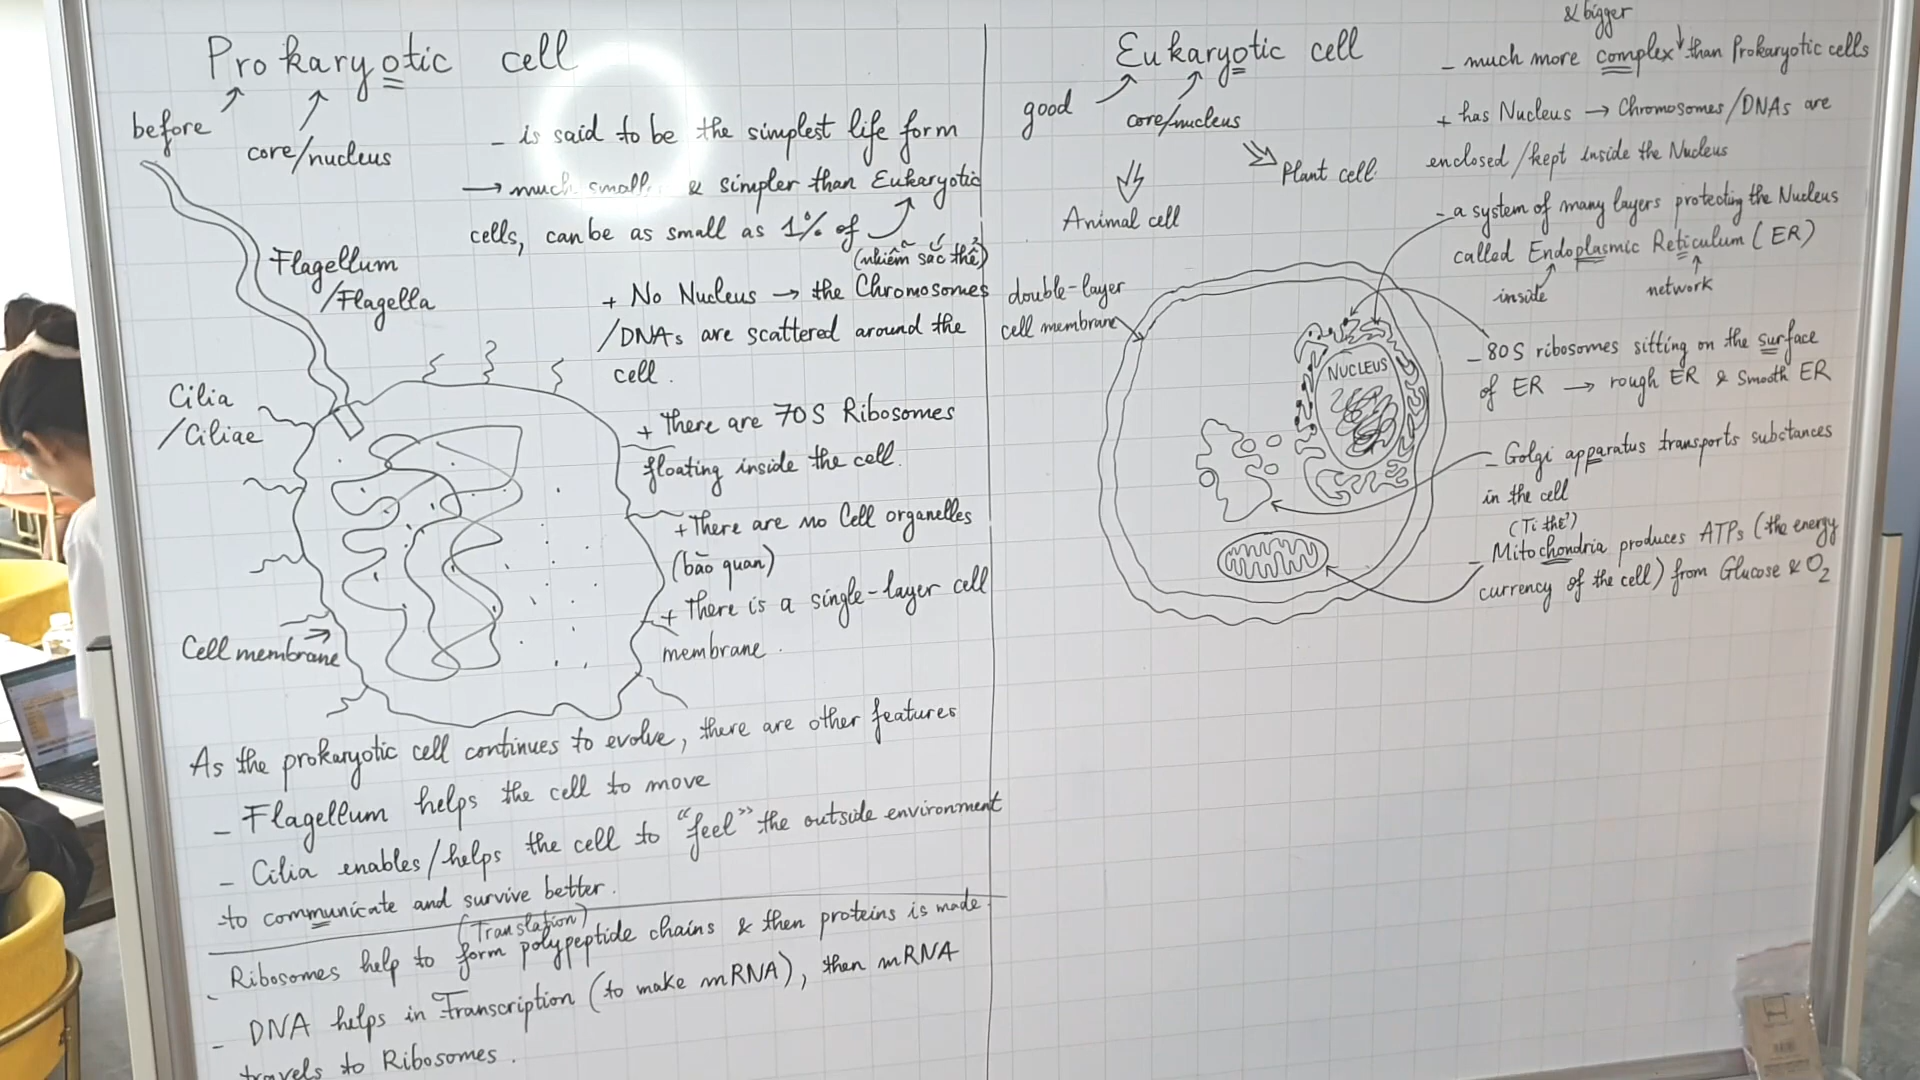 Prokaryotic cell
before
core/nucleus
_ is said to be the simplest life form
→ much small & simpler than Eukaryotic
cells, can be as small as 1% of
(nhiễm sắc thể)
Flagellum
/Flagella
+ No Nucleus → the Chromosomes
/DNAs are scattered around the
cell.
Cilia
/Ciliae
+ There are 70S Ribosomes
floating inside the cell.
+ There are no Cell organelles
(bào quan)
+ There is a single-layer cell
membrane.
Cell membrane
As the prokaryotic cell continues to evolve, there are other features
_ Flagellum helps the cell to move
_ Cilia enables/helps the cell to "feel" the outside environment
to communicate and survive better.
(Translation)
- Ribosomes help to form polypeptide chains & then proteins is made.
- DNA helps in Transcription (to make mRNA), then mRNA
travels to Ribosomes.
Eukaryotic cell
good
core/nucleus
Plant cell
Animal cell
double-layer
cell membrane
NUCLEUS
& bigger
_ much more complex than Prokaryotic cells
+ has Nucleus → Chromosomes/DNAs are
enclosed/kept inside the Nucleus
- a system of many layers protecting the Nucleus
called Endoplasmic Reticulum (ER)
inside
network
- 80S ribosomes sitting on the surface
of ER → rough ER & Smooth ER
- Golgi apparatus transports substances
in the cell
(Ti thể)
- Mitochondria produces ATPs (the energy
currency of the cell) from Glucose & O2